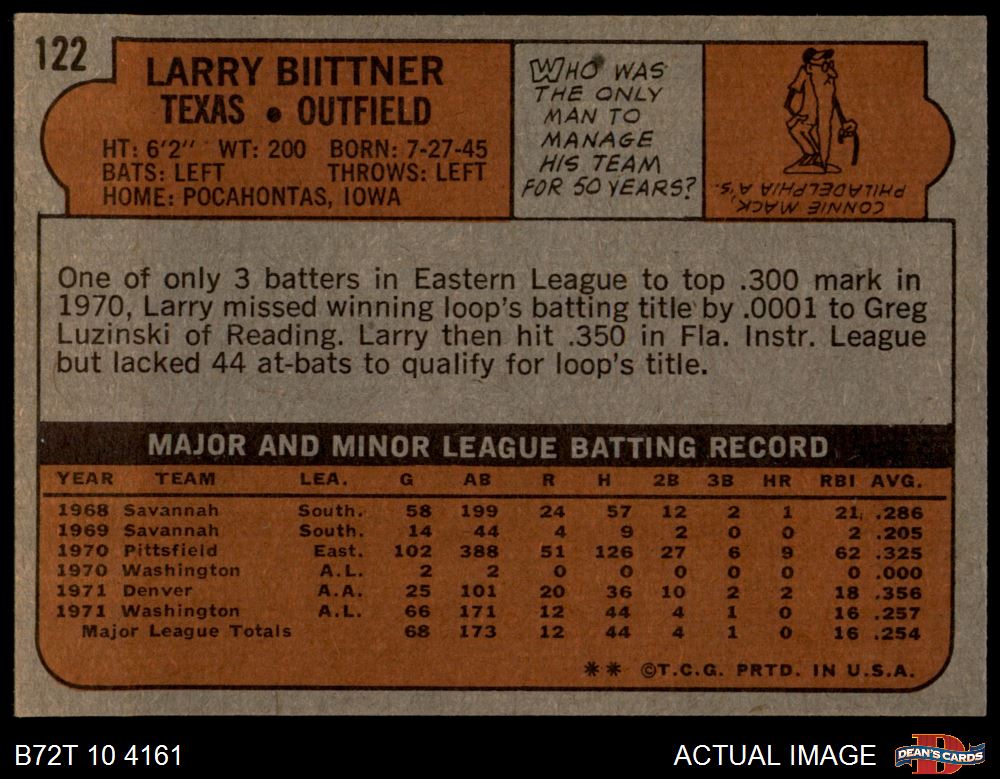 122
LARRY BIITTNER
TEXAS • OUTFIELD
HT: 6'2" WT: 200 BORN: 7-27-45
BATS: LEFT THROWS: LEFT
HOME: POCAHONTAS, IOWA
WHO WAS
THE ONLY
MAN TO
MANAGE
HIS TEAM
FOR 50 YEARS?
CONNIE MACK,
PHILADELPHIA A'S.
One of only 3 batters in Eastern League to top .300 mark in
1970, Larry missed winning loop's batting title by .0001 to Greg
Luzinski of Reading. Larry then hit .350 in Fla. Instr. League
but lacked 44 at-bats to qualify for loop's title.
MAJOR AND MINOR LEAGUE BATTING RECORD
YEAR TEAM LEA. G AB R H 2B 3B HR RBI AVG.
1968 Savannah South. 58 199 24 57 12 2 1 21 .286
1969 Savannah South. 14 44 4 9 2 0 0 2 .205
1970 Pittsfield East. 102 388 51 126 27 6 9 62 .325
1970 Washington A.L. 2 2 0 0 0 0 0 0 .000
1971 Denver A.A. 25 101 20 36 10 2 2 18 .356
1971 Washington A.L. 66 171 12 44 4 1 0 16 .257
Major League Totals 68 173 12 44 4 1 0 16 .254
** ©T.C.G. PRTD. IN U.S.A.
B72T 10 4161
ACTUAL IMAGE
DEAN'S CARDS